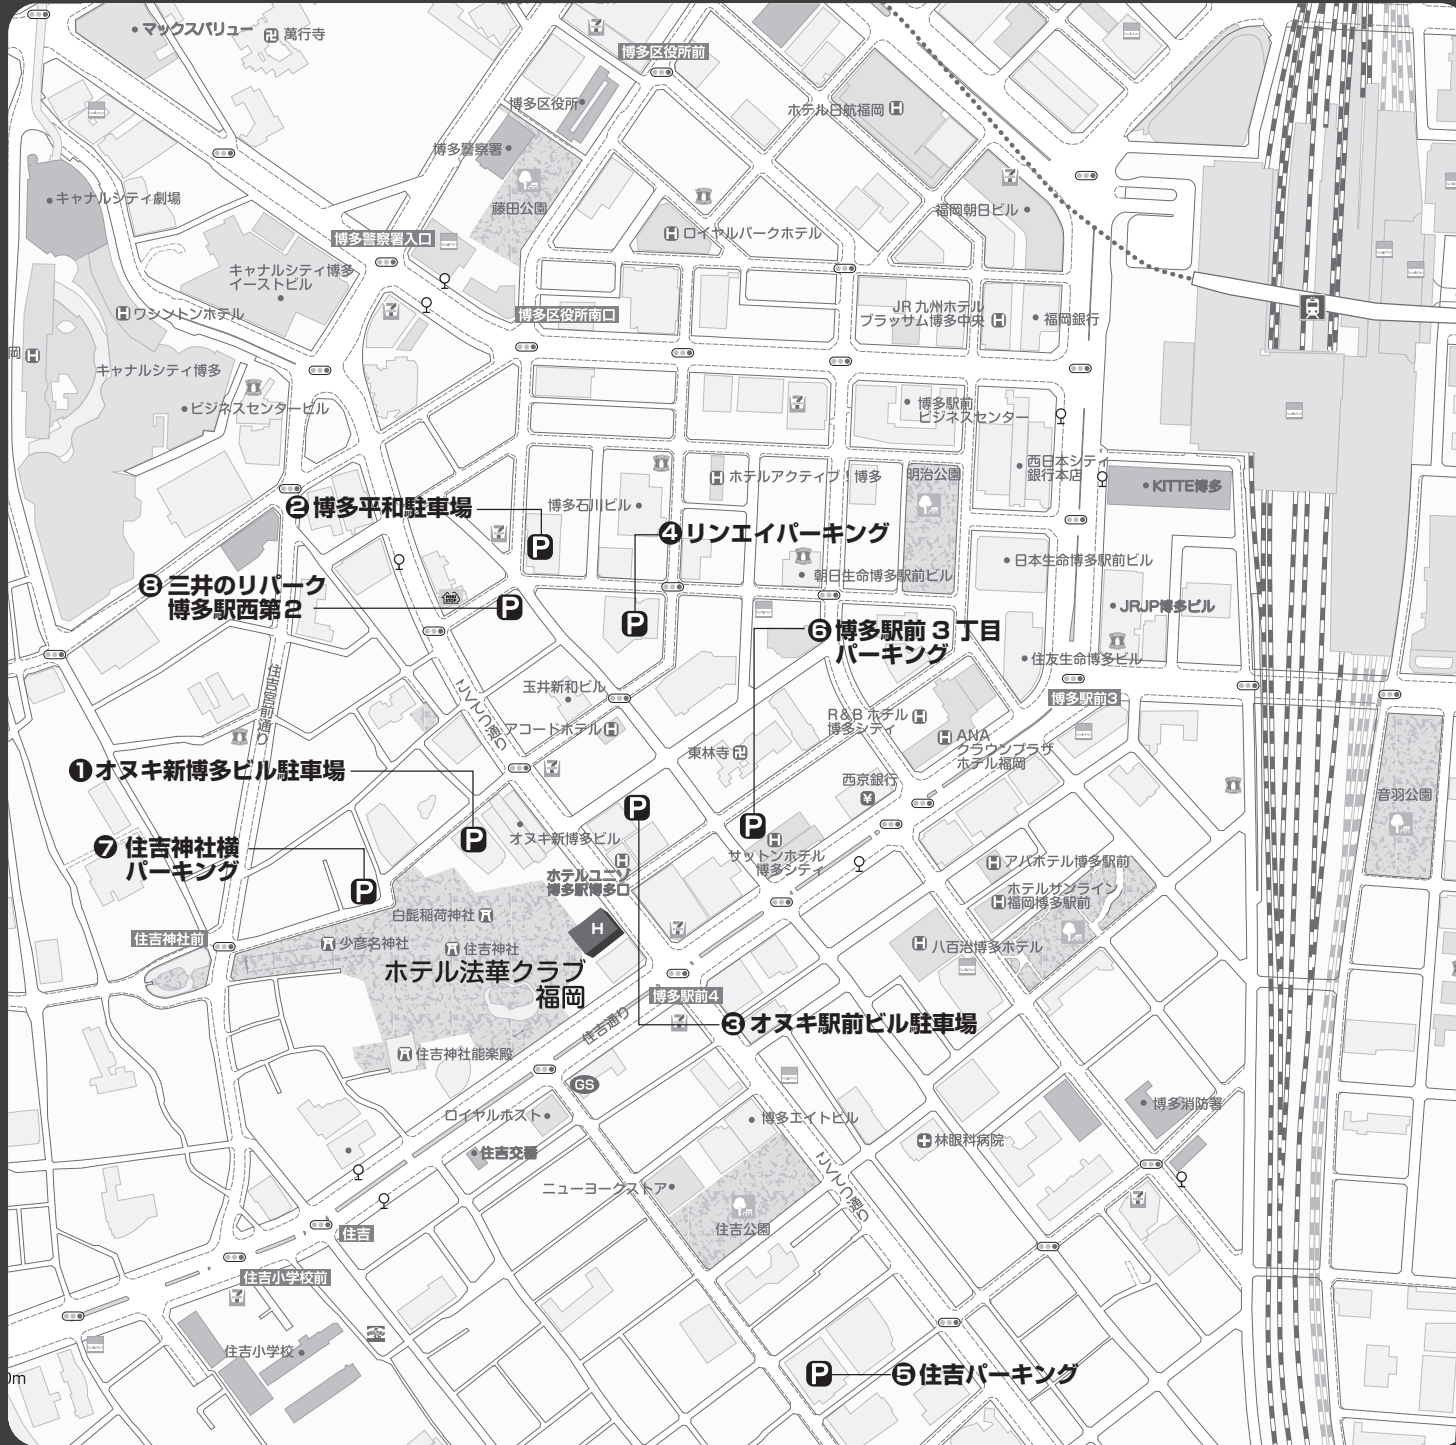 マックスバリュー
萬行寺
博多区役所前
博多区役所
ホテル日航福岡
博多警察署
キャナルシティ劇場
藤田公園
福岡朝日ビル
ロイヤルパークホテル
博多警察署入口
キャナルシティ博多
イーストビル
ワシントンホテル
博多区役所南口
JR九州ホテル
ブラッサム博多中央
福岡銀行
岡
キャナルシティ博多
ビジネスセンタービル
博多駅前
ビジネスセンター
西日本シティ
銀行本店
ホテルアクティブ!博多
明治公園
KITTE博多
❷博多平和駐車場
博多石川ビル
❹リンエイパーキング
日本生命博多駅前ビル
朝日生命博多駅前ビル
❽三井のリパーク
博多駅西第2
JRJP博多ビル
❻博多駅前3丁目
パーキング
住友生命博多ビル
住吉宮前通り
玉井新和ビル
博多駅前3
こくてつ通り
アコードホテル
R&Bホテル
博多シティ
ANA
クラウンプラザ
ホテル福岡
東林寺
❶オヌキ新博多ビル駐車場
西京銀行
音羽公園
オヌキ新博多ビル
❼住吉神社横
パーキング
サットンホテル
博多シティ
アパホテル博多駅前
ホテルユニゾ
博多駅博多口
ホテルサンライン
福岡博多駅前
白髭稲荷神社
住吉神社前
少彦名神社
住吉神社
八百治博多ホテル
ホテル法華クラブ
福岡
博多駅前4
❸オヌキ駅前ビル駐車場
住吉通り
住吉神社能楽殿
GS
ロイヤルホスト
博多エイトビル
博多消防署
林眼科病院
住吉交番
こくてつ通り
ニューヨークストア
住吉公園
住吉
住吉小学校前
住吉小学校
0m
❺住吉パーキング